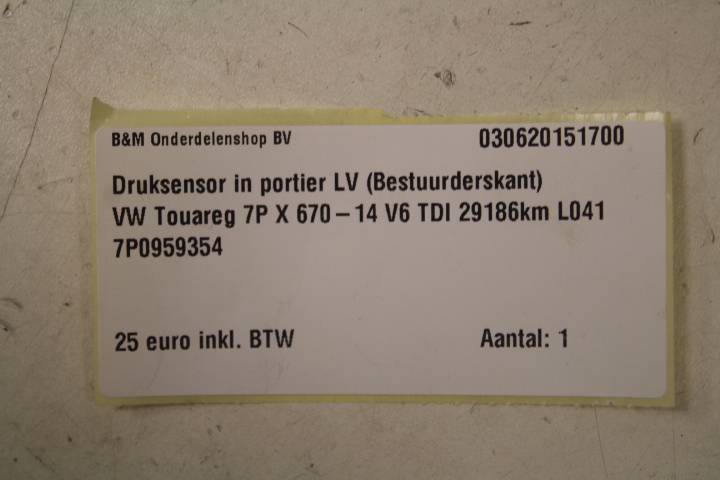 B&M Onderdelenshop BV 030620151700
Druksensor in portier LV (Bestuurderskant)
VW Touareg 7P X 670-14 V6 TDI 29186km L041
7P0959354
25 euro inkl. BTW Aantal: 1